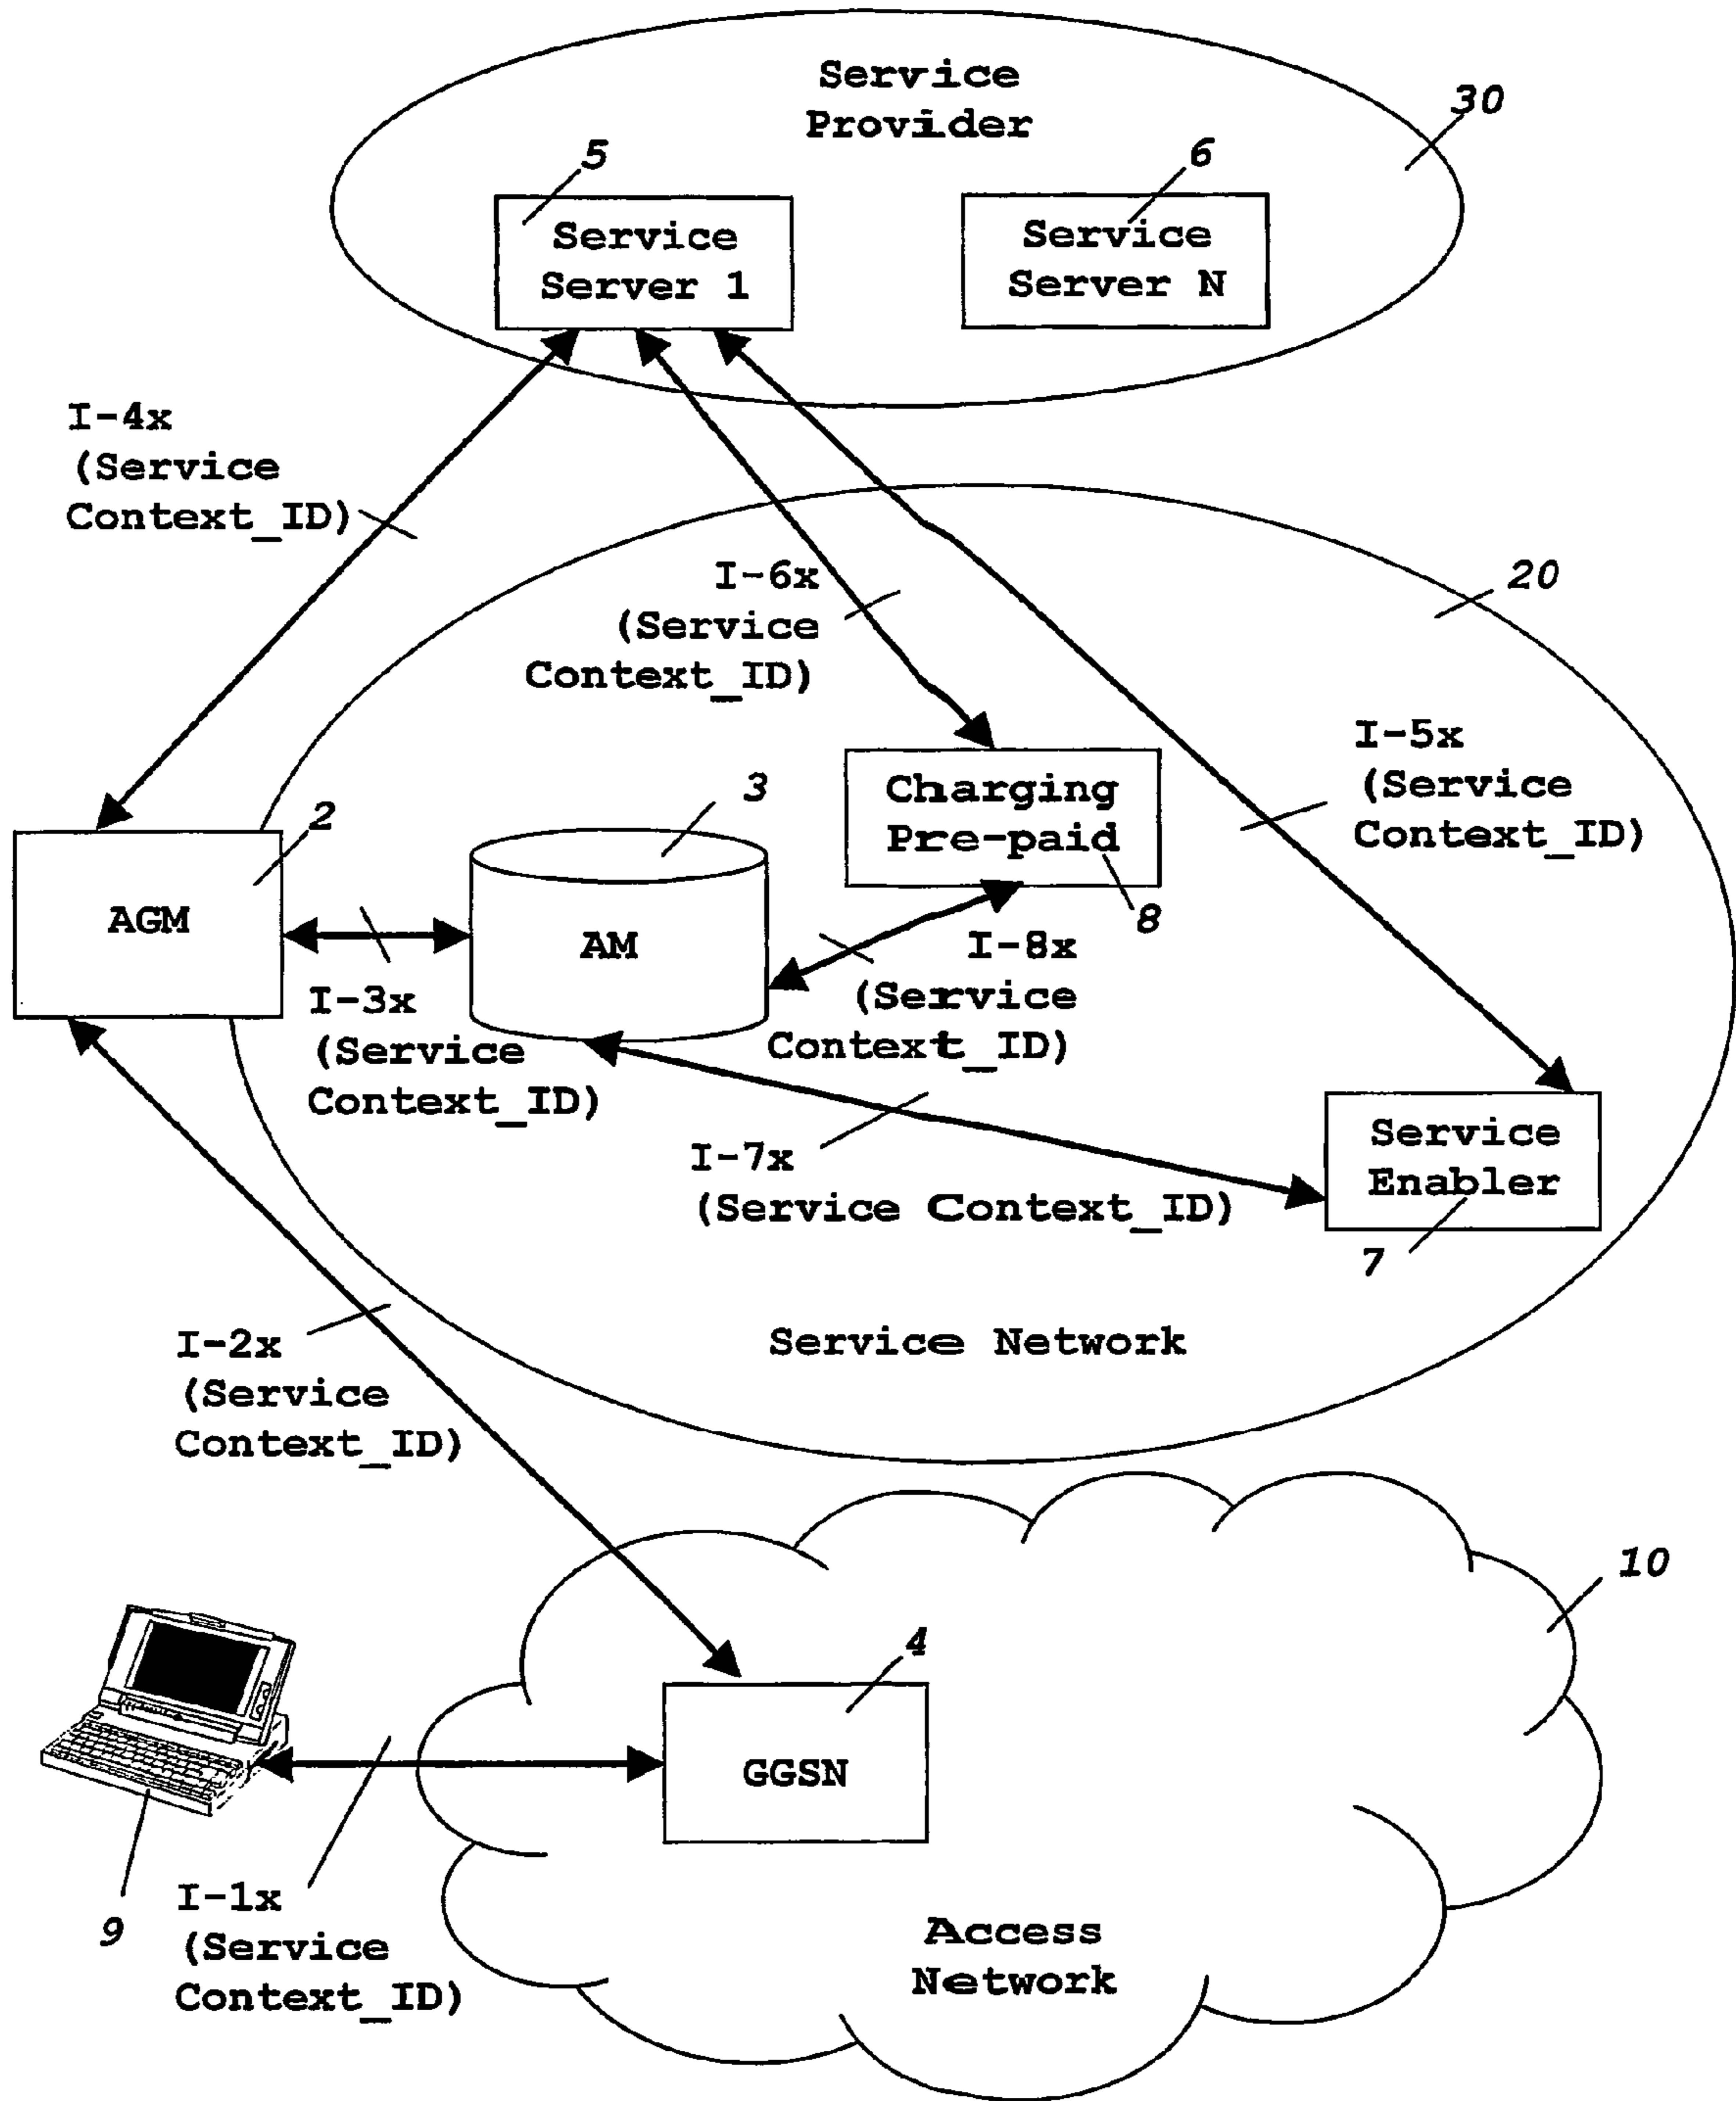 Service
Provider
30
5
6
Service
Server 1
Service
Server N
I-4x
(Service
Context_ID)
20
I-6x
(Service
Context_ID)
I-5x
(Service
Context_ID)
2
3
Charging
Pre-paid
8
AGM
AM
I-3x
(Service
Context_ID)
I-8x
(Service
Context_ID)
I-7x
(Service Context_ID)
Service
Enabler
7
Service Network
I-2x
(Service
Context_ID)
10
4
GGSN
9
I-1x
(Service
Context_ID)
Access
Network